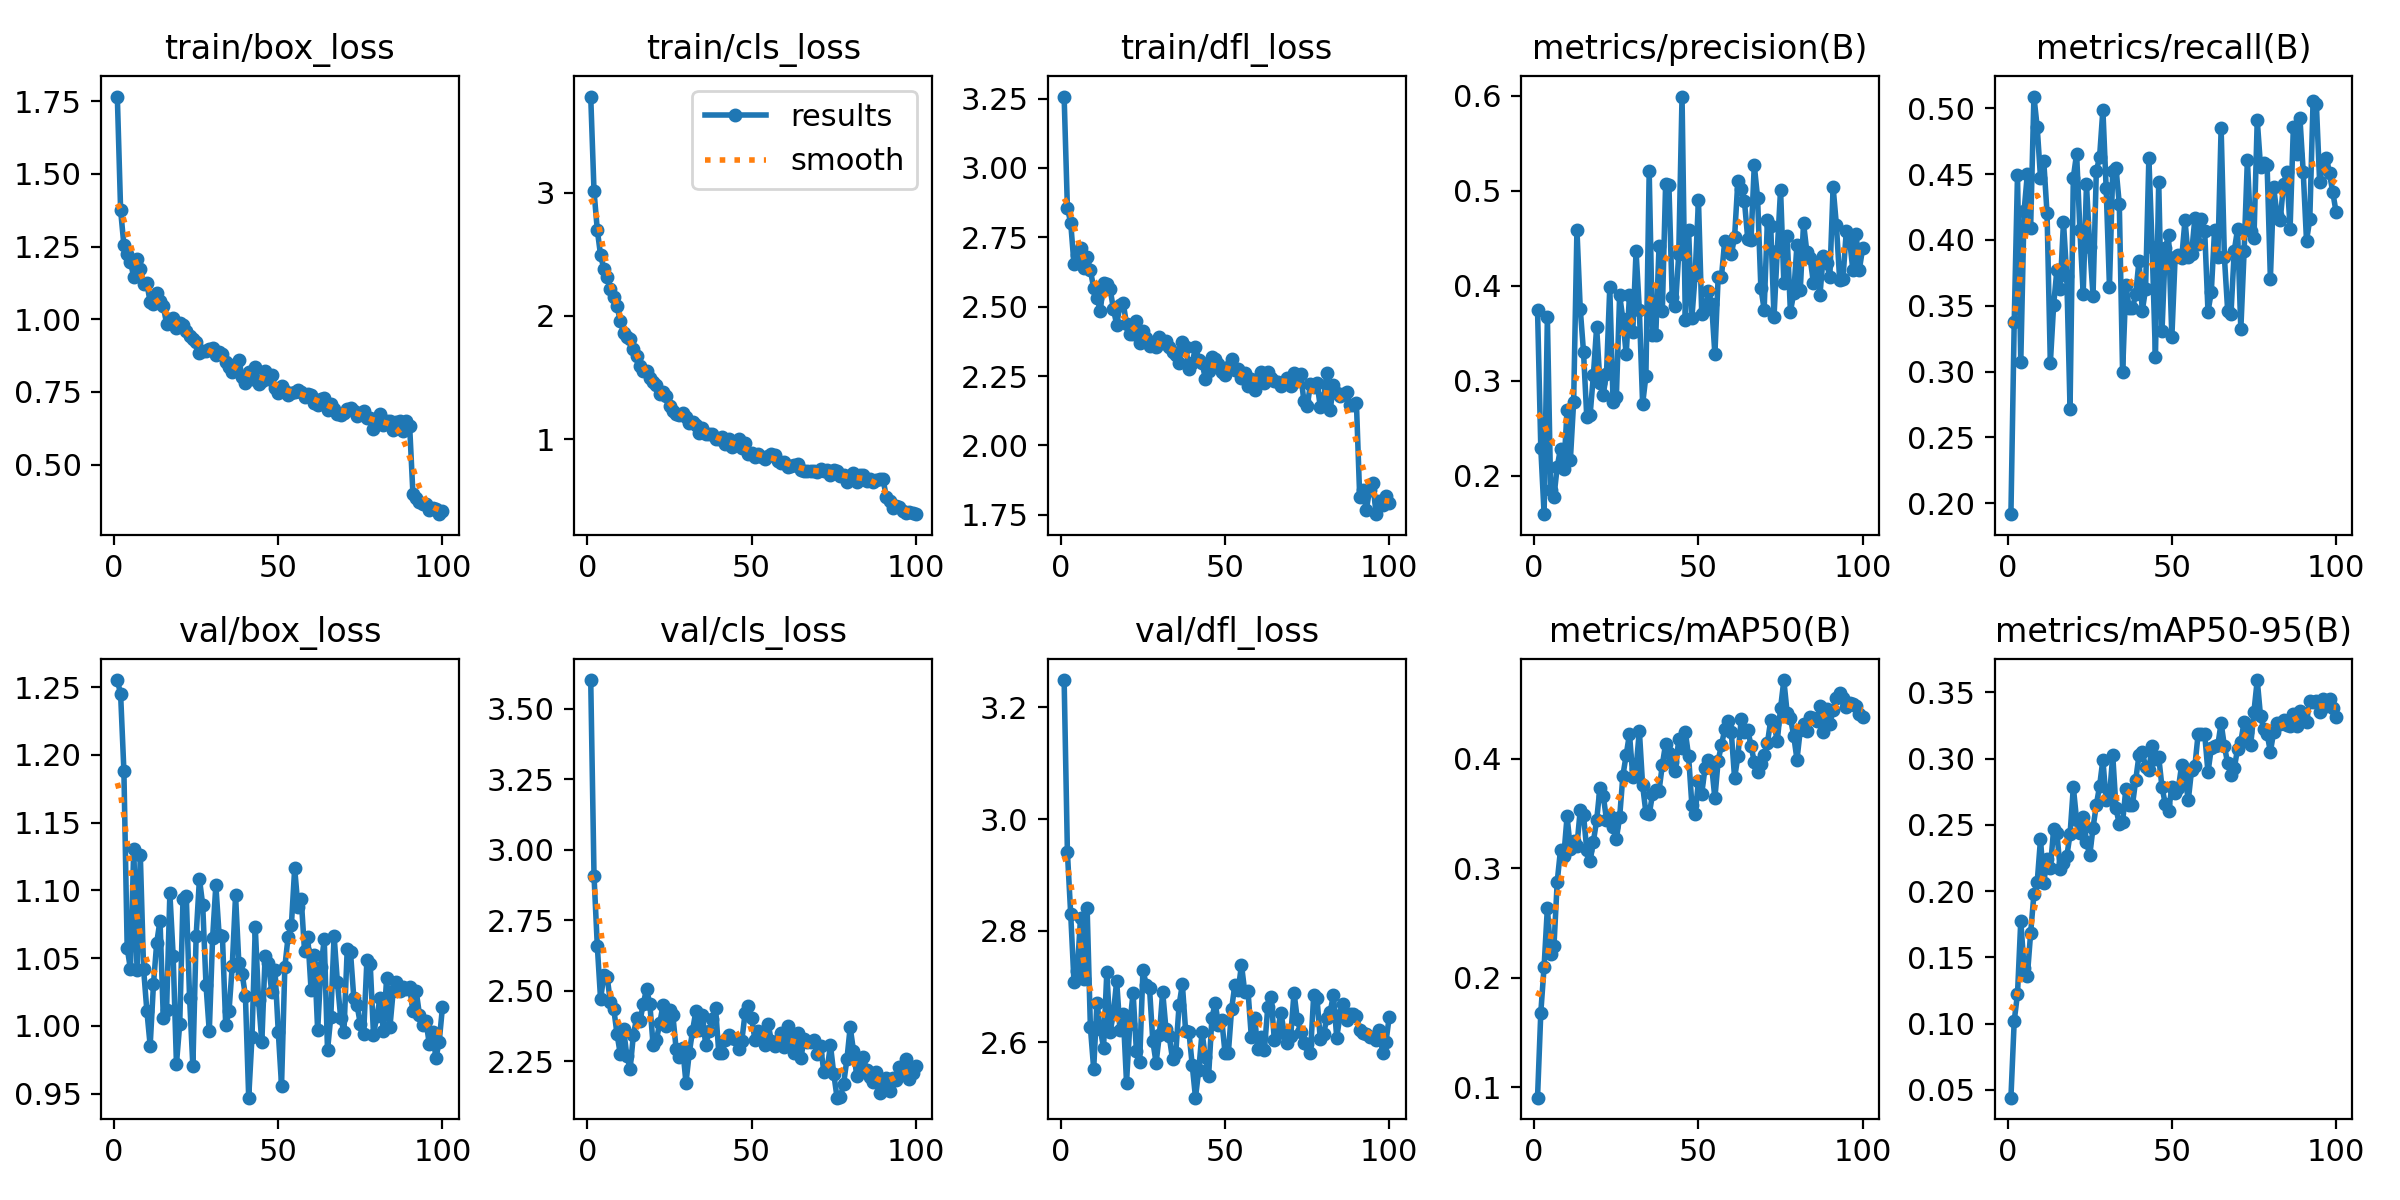 train/box_loss
1.75
1.50
1.25
1.00
0.75
0.50
0 50 100
train/cls_loss
results
smooth
3
2
1
0 50 100
train/dfl_loss
3.25
3.00
2.75
2.50
2.25
2.00
1.75
0 50 100
metrics/precision(B)
0.6
0.5
0.4
0.3
0.2
0 50 100
metrics/recall(B)
0.50
0.45
0.40
0.35
0.30
0.25
0.20
0 50 100
val/box_loss
1.25
1.20
1.15
1.10
1.05
1.00
0.95
0 50 100
val/cls_loss
3.50
3.25
3.00
2.75
2.50
2.25
0 50 100
val/dfl_loss
3.2
3.0
2.8
2.6
0 50 100
metrics/mAP50(B)
0.4
0.3
0.2
0.1
0 50 100
metrics/mAP50-95(B)
0.35
0.30
0.25
0.20
0.15
0.10
0.05
0 50 100